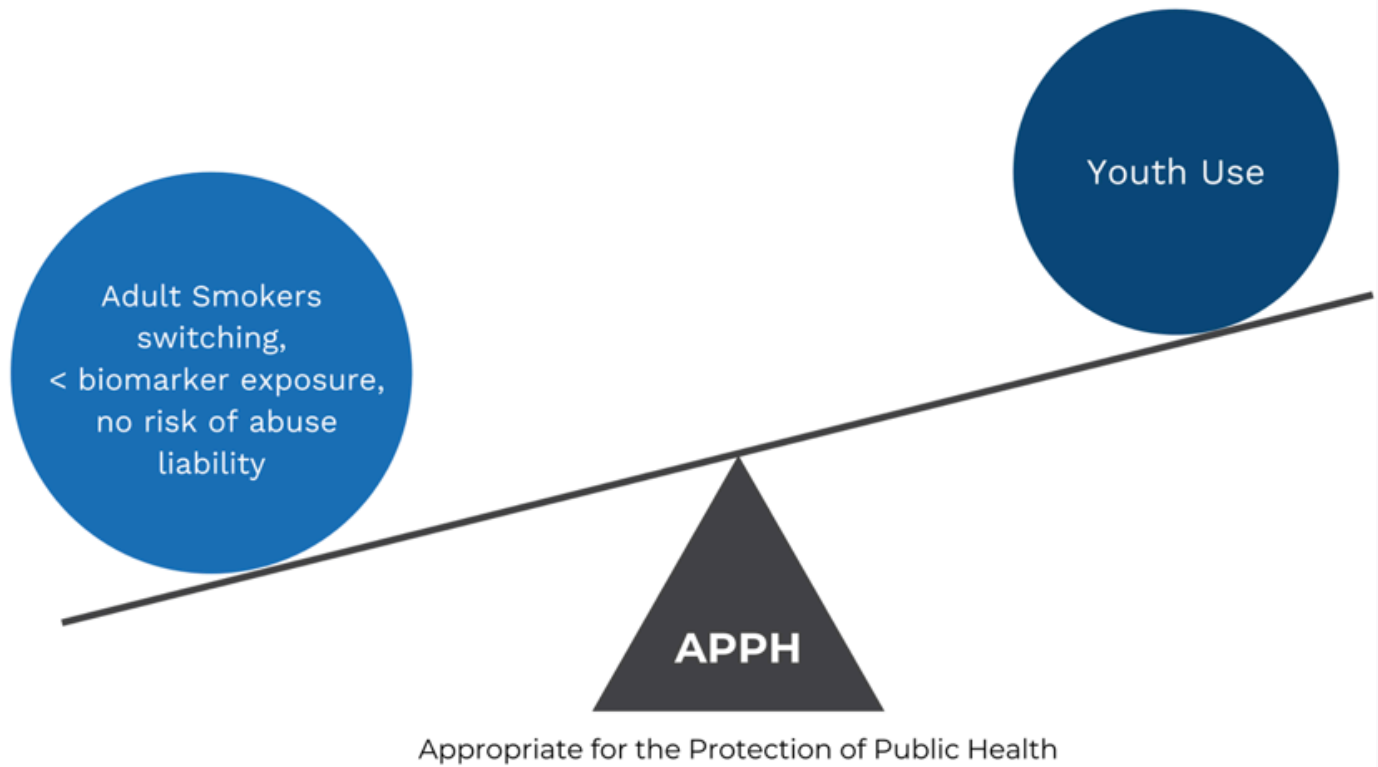 Youth Use
Adult Smokers
switching,
< biomarker exposure,
no risk of abuse
liability
APPH
Appropriate for the Protection of Public Health